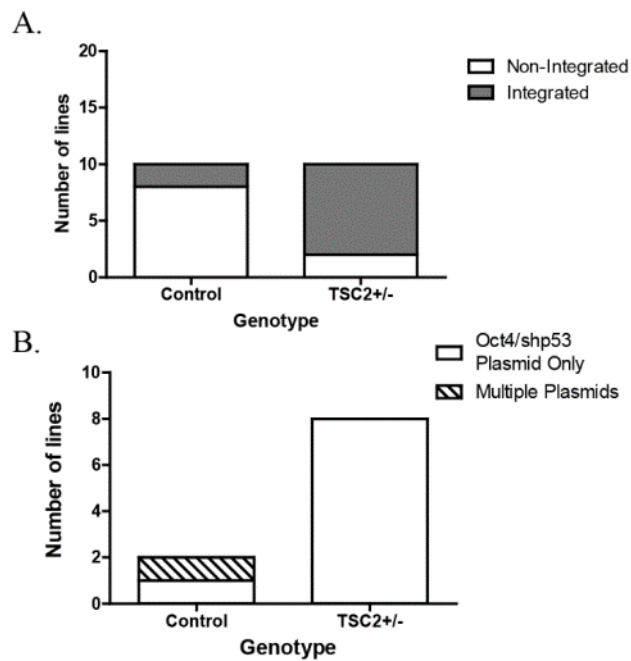 A.
20
15
10
5
0
Number of lines
Control
TSC2+/-
Genotype
Non-Integrated
Integrated
B.
10
8
6
4
2
0
Number of lines
Control
TSC2+/-
Genotype
Oct4/shp53
Plasmid Only
Multiple Plasmids